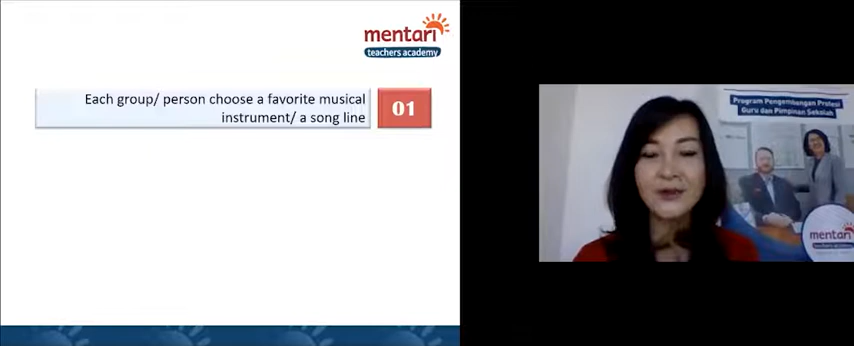 mentari
teachers academy
Each group/ person choose a favorite musical
instrument/ a song line
01
Program Pengembangan Profesi
Guru dan Pimpinan Sekolah
mentari
teachers academy